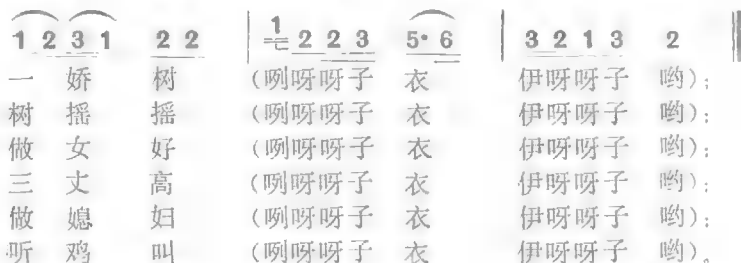 1 2 3 1 2 2 | 1 2 2 3 5· 6 | 3 2 1 3 2 ‖
一 娇 树 (咧呀呀子 衣 伊呀呀子 哟);
树 摇 摇 (咧呀呀子 衣 伊呀呀子 哟);
做 女 好 (咧呀呀子 衣 伊呀呀子 哟);
三 丈 高 (咧呀呀子 衣 伊呀呀子 哟);
做 媳 妇 (咧呀呀子 衣 伊呀呀子 哟);
听 鸡 叫 (咧呀呀子 衣 伊呀呀子 哟)。